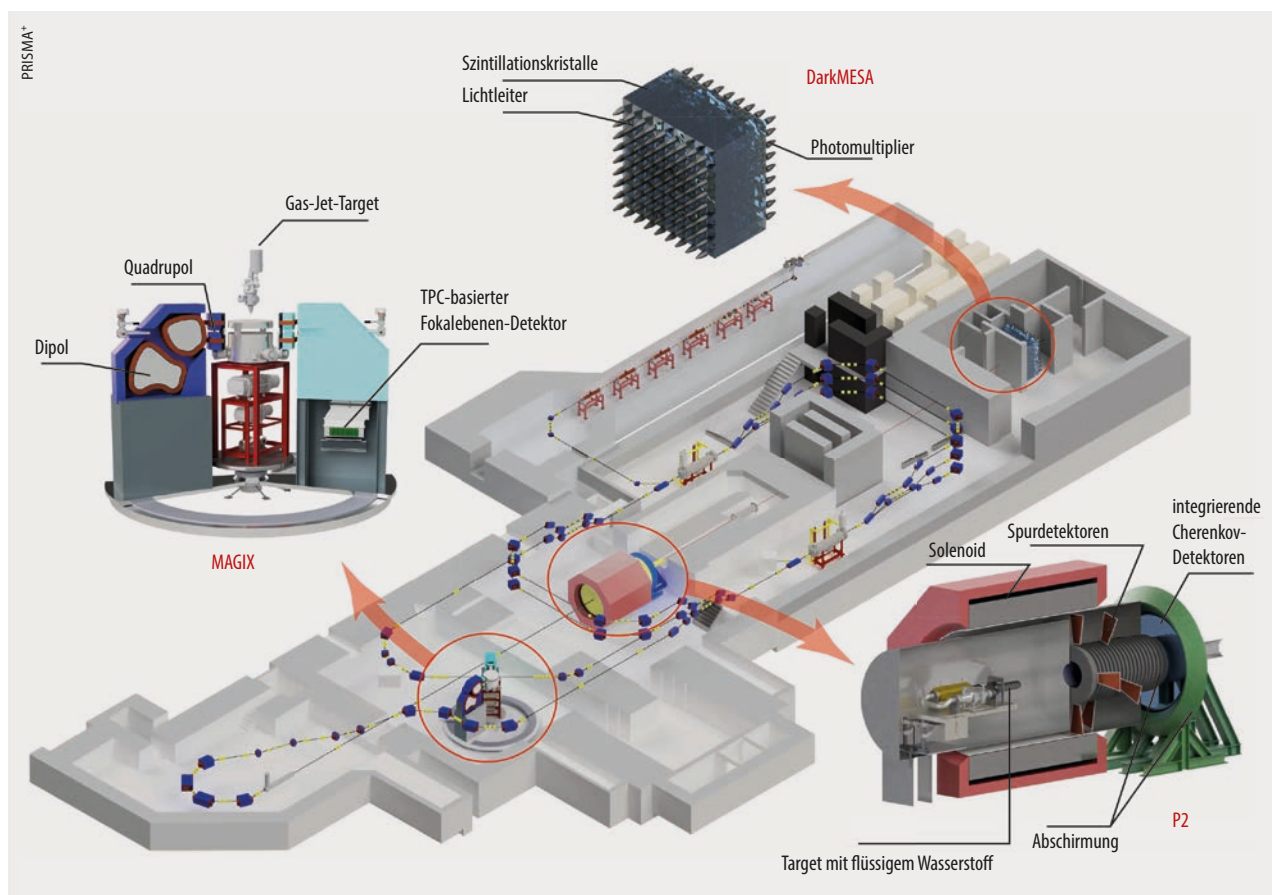 PRISMA+
Szintillationskristalle
Lichtleiter
DarkMESA
Photomultiplier
Gas-Jet-Target
Quadrupol
TPC-basierter
Fokalebenen-Detektor
Dipol
MAGIX
integrierende
Cherenkov-
Detektoren
Spurdetektoren
Solenoid
P2
Abschirmung
Target mit flüssigem Wasserstoff